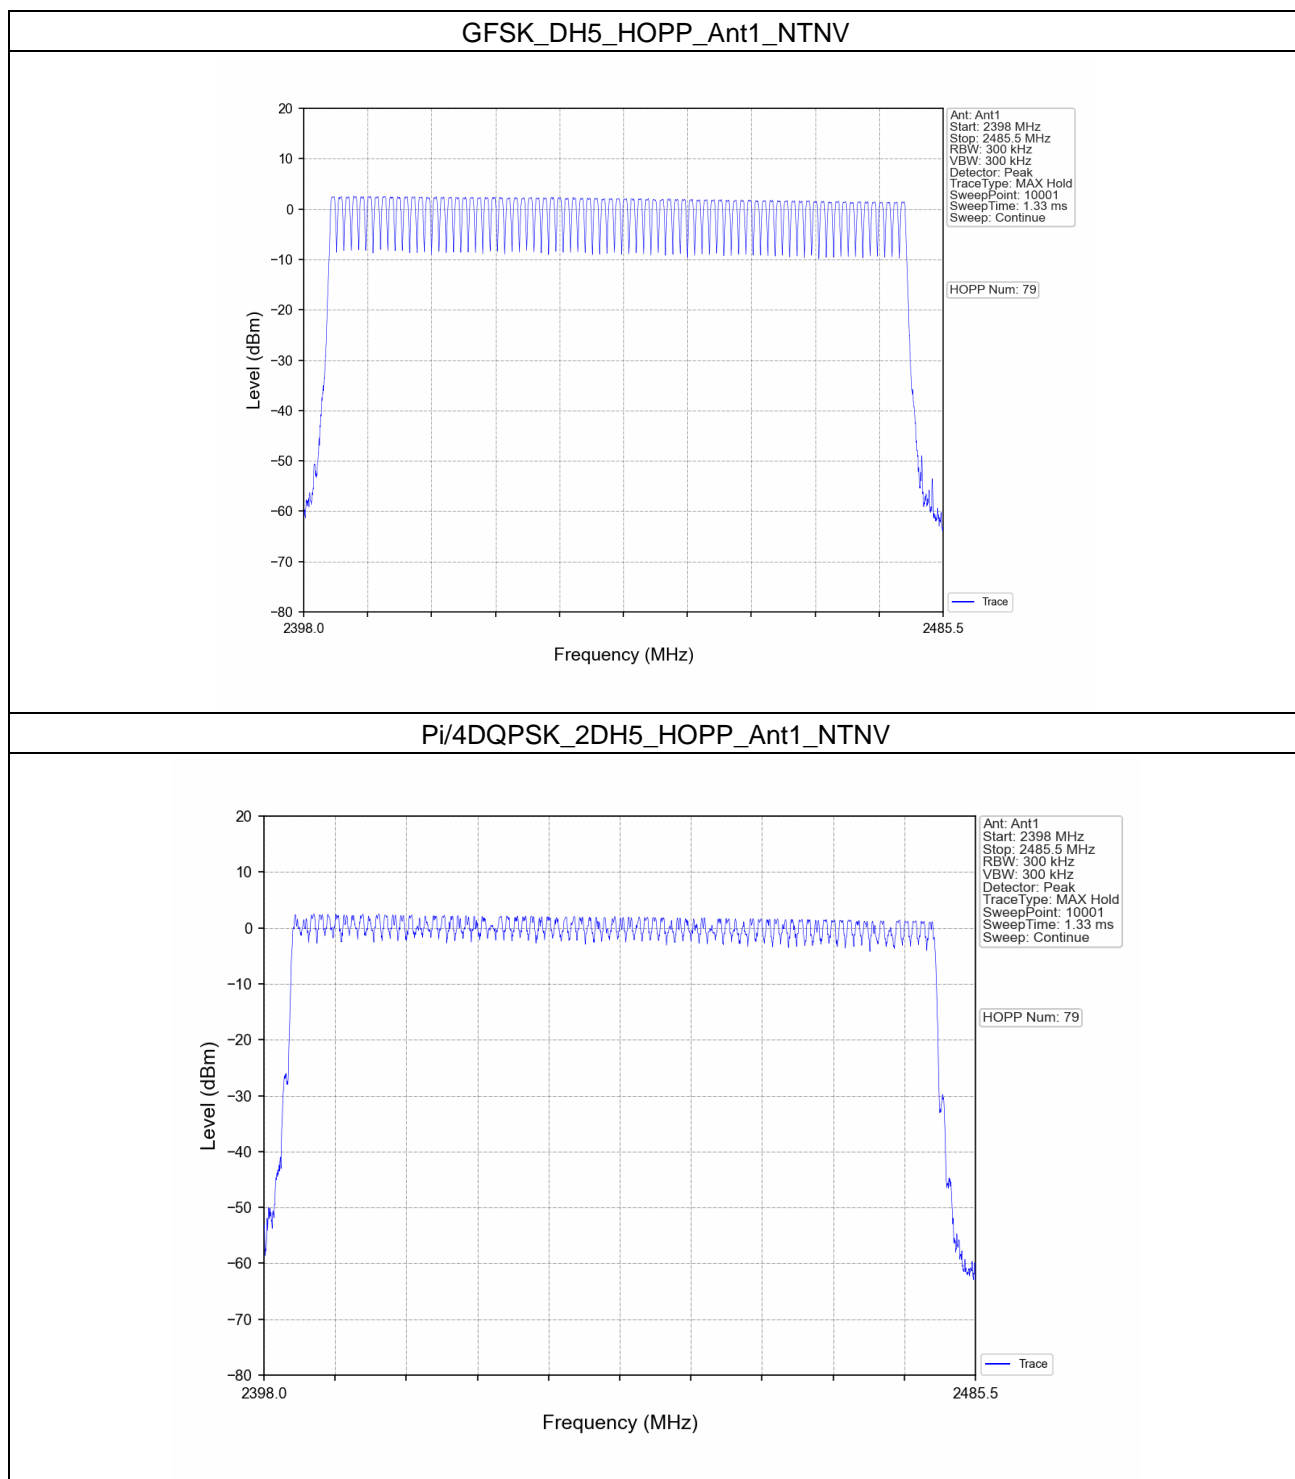 GFSK_DH5_HOPP_Ant1_NTNV
20
10
0
−10
−20
−30
−40
−50
−60
−70
−80
Level (dBm)
2398.0
2485.5
Frequency (MHz)
Ant: Ant1
Start: 2398 MHz
Stop: 2485.5 MHz
RBW: 300 kHz
VBW: 300 kHz
Detector: Peak
TraceType: MAX Hold
SweepPoint: 10001
SweepTime: 1.33 ms
Sweep: Continue
HOPP Num: 79
Trace
Pi/4DQPSK_2DH5_HOPP_Ant1_NTNV
20
10
0
−10
−20
−30
−40
−50
−60
−70
−80
Level (dBm)
2398.0
2485.5
Frequency (MHz)
Ant: Ant1
Start: 2398 MHz
Stop: 2485.5 MHz
RBW: 300 kHz
VBW: 300 kHz
Detector: Peak
TraceType: MAX Hold
SweepPoint: 10001
SweepTime: 1.33 ms
Sweep: Continue
HOPP Num: 79
Trace